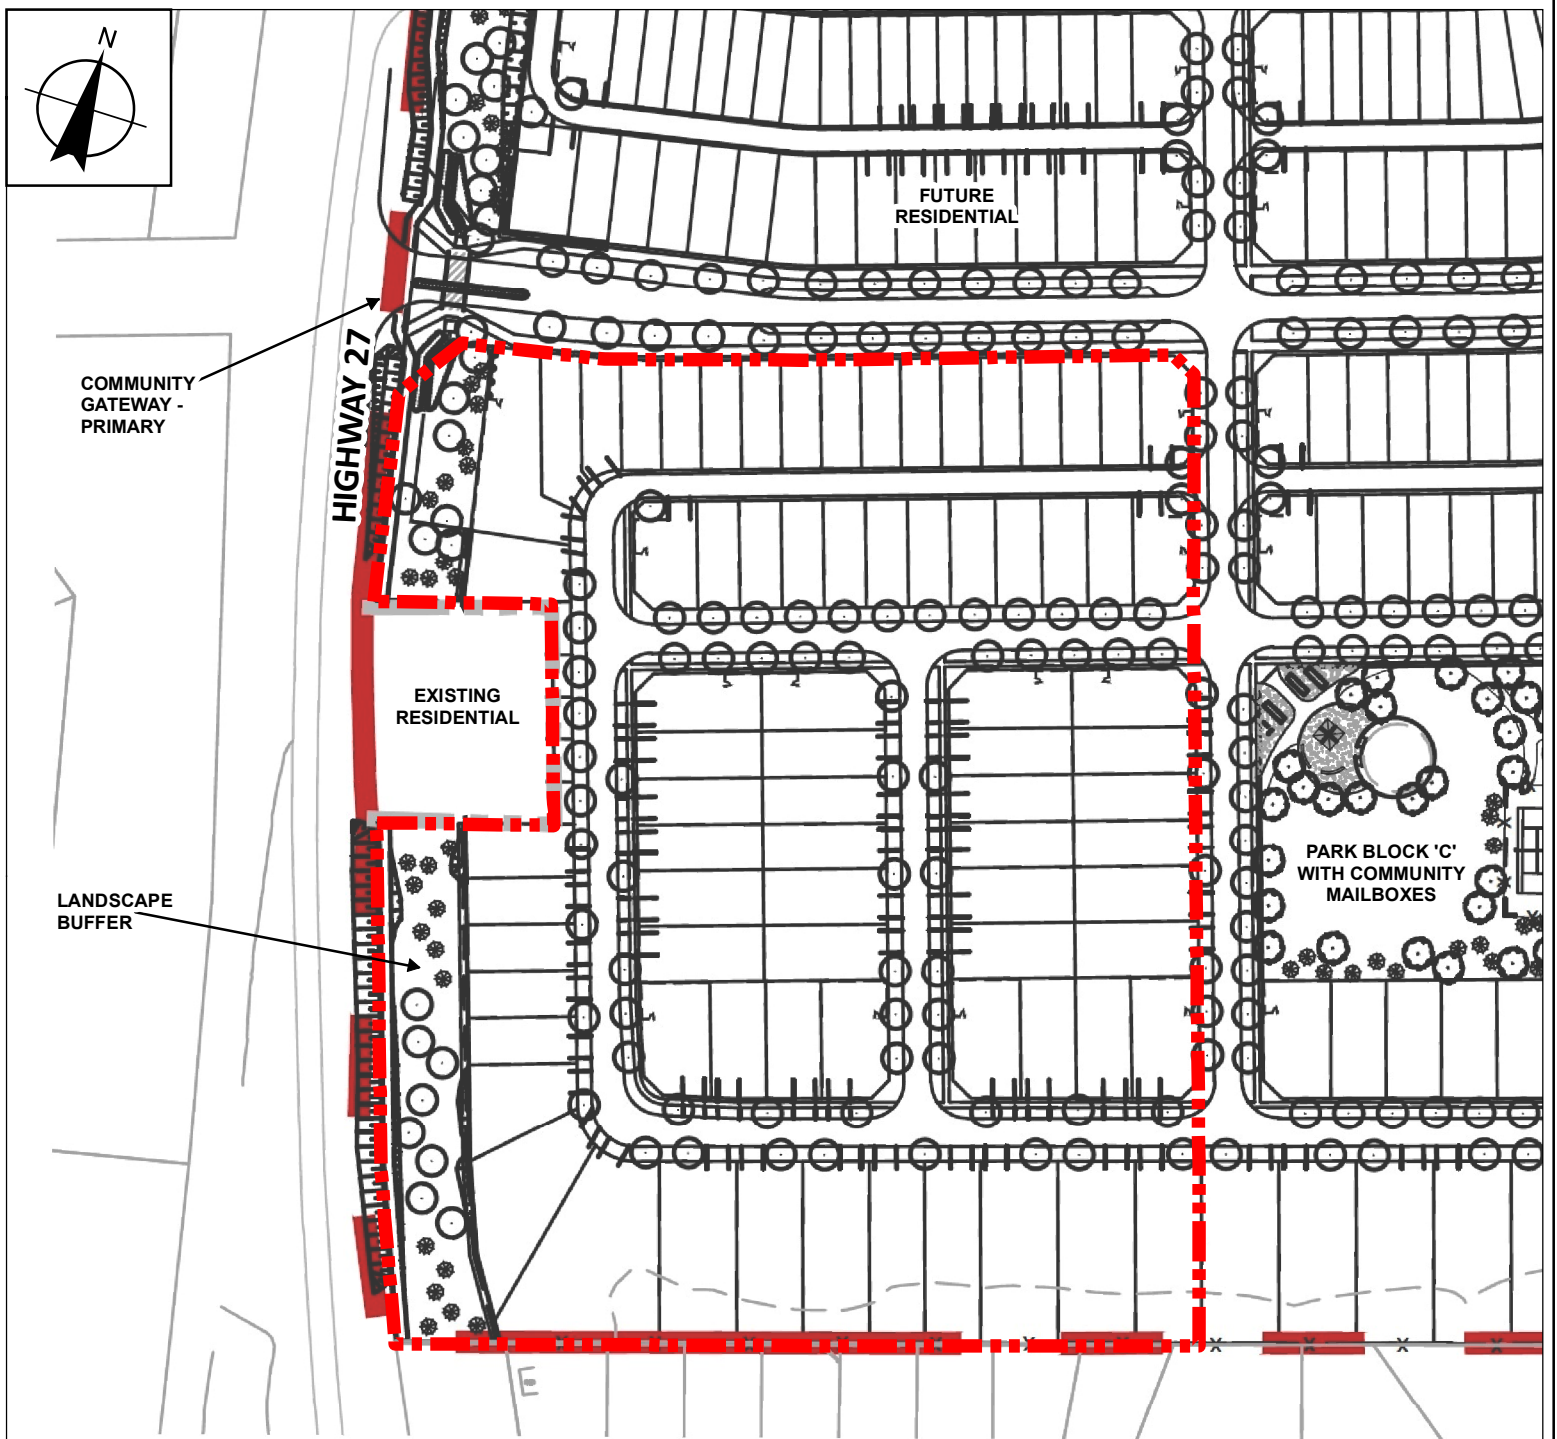 N
FUTURE
RESIDENTIAL
HIGHWAY 27
COMMUNITY
GATEWAY -
PRIMARY
EXISTING
RESIDENTIAL
PARK BLOCK 'C'
WITH COMMUNITY
MAILBOXES
LANDSCAPE
BUFFER
E